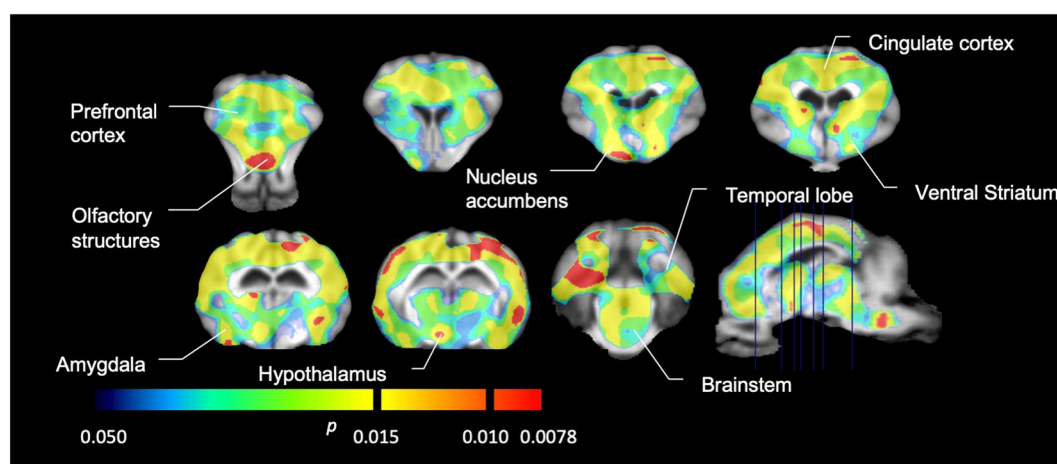 Cingulate cortex
Prefrontal
cortex
Nucleus
accumbens
Temporal lobe
Ventral Striatum
Olfactory
structures
Amygdala
Hypothalamus
Brainstem
0.050
p
0.015
0.010
0.0078